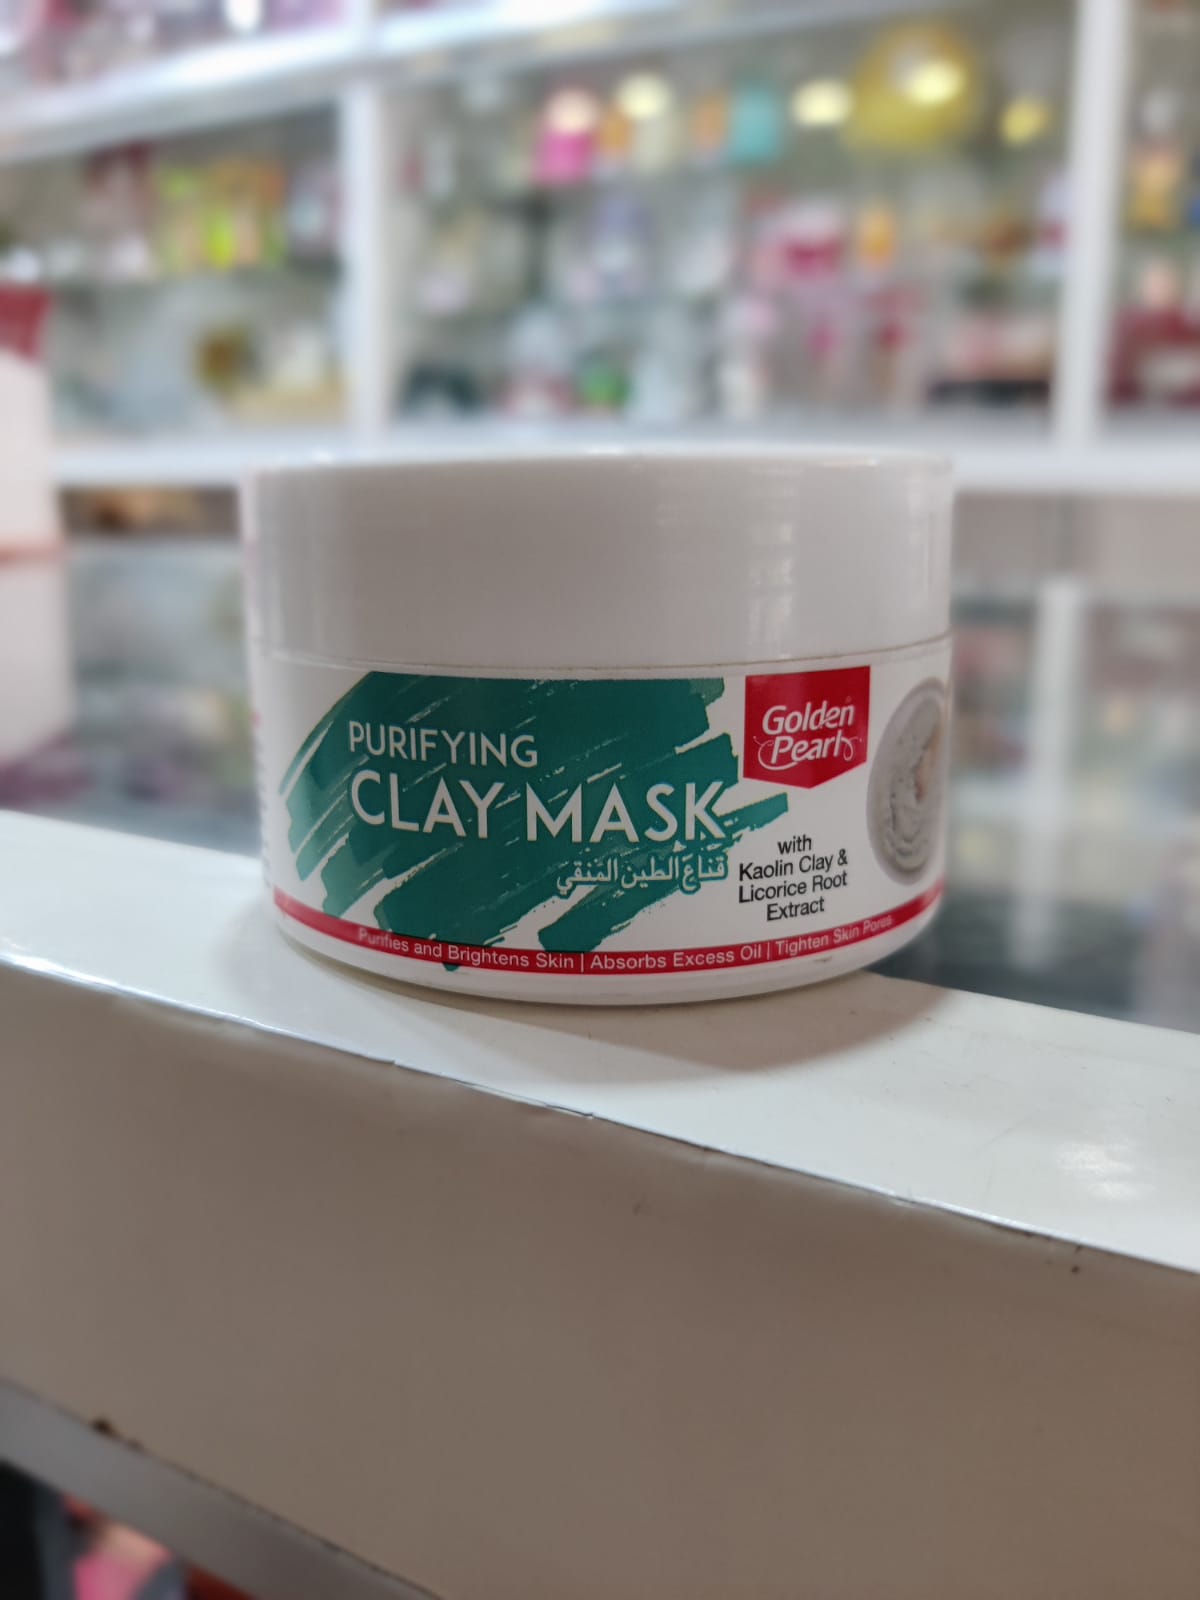 PURIFYING
CLAY MASK
قناع الطين المنقي
Golden
Pearl
with
Kaolin Clay &
Licorice Root
Extract
Purifies and Brightens Skin | Absorbs Excess Oil | Tighten Skin Pores